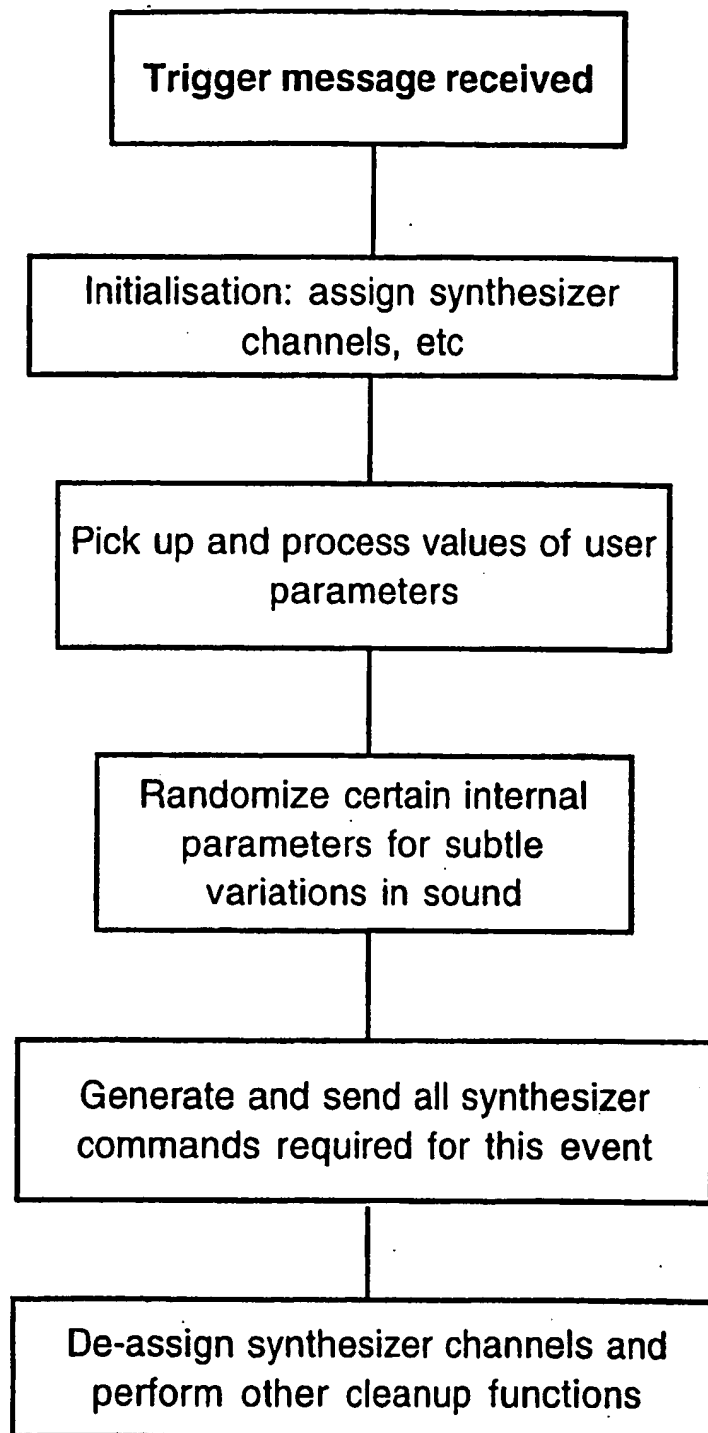 Trigger message received
Initialisation: assign synthesizer
channels, etc
Pick up and process values of user
parameters
Randomize certain internal
parameters for subtle
variations in sound
Generate and send all synthesizer
commands required for this event
De-assign synthesizer channels and
perform other cleanup functions